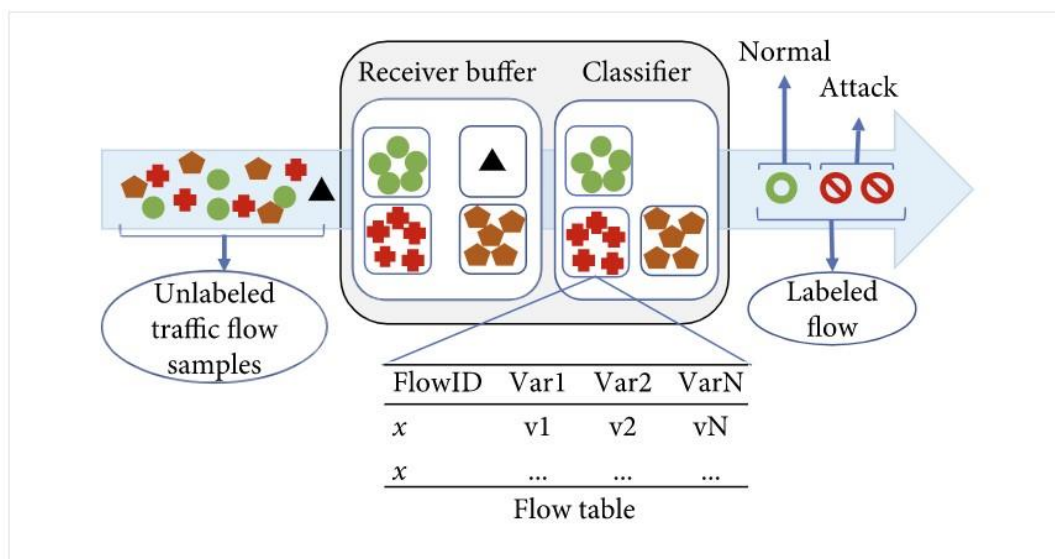 Normal
Receiver buffer Classifier
Attack
Unlabeled
traffic flow
samples
Labeled
flow
FlowID Var1 Var2 VarN
x v1 v2 vN
x ... ... ...
Flow table